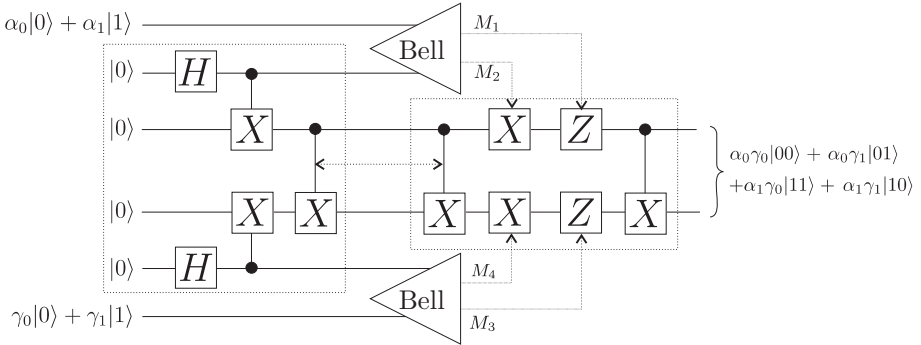 α₀|0⟩ + α₁|1⟩
Bell
M₁
M₂
|0⟩
H
|0⟩
X
X
Z
α₀γ₀|00⟩ + α₀γ₁|01⟩
+α₁γ₀|11⟩ + α₁γ₁|10⟩
|0⟩
X
X
X
X
Z
X
|0⟩
H
Bell
M₄
M₃
γ₀|0⟩ + γ₁|1⟩